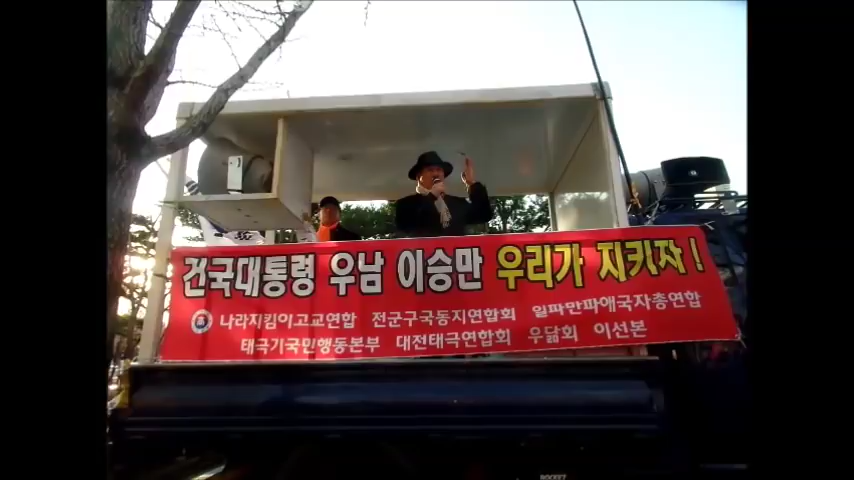 건국대통령 우남 이승만 우리가 지키자!
나라지킴이고교연합 전군구국동지연합회 일파만파애국자총연합
태극기국민행동본부 대전태극연합회 우담회 이선본
ROCKET